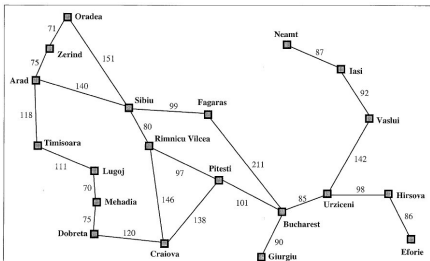 Oradea
Neamt
71
87
Zerind
151
Iasi
75
Arad
140
92
Sibiu
99
Fagaras
118
Vaslui
80
Timisoara
Rimnicu Vilcea
111
Lugoj
97
Pitesti
211
142
70
98
Mehadia
146
101
85
Hirsova
75
138
Urziceni
86
Bucharest
Dobreta
120
90
Craiova
Eforie
Giurgiu